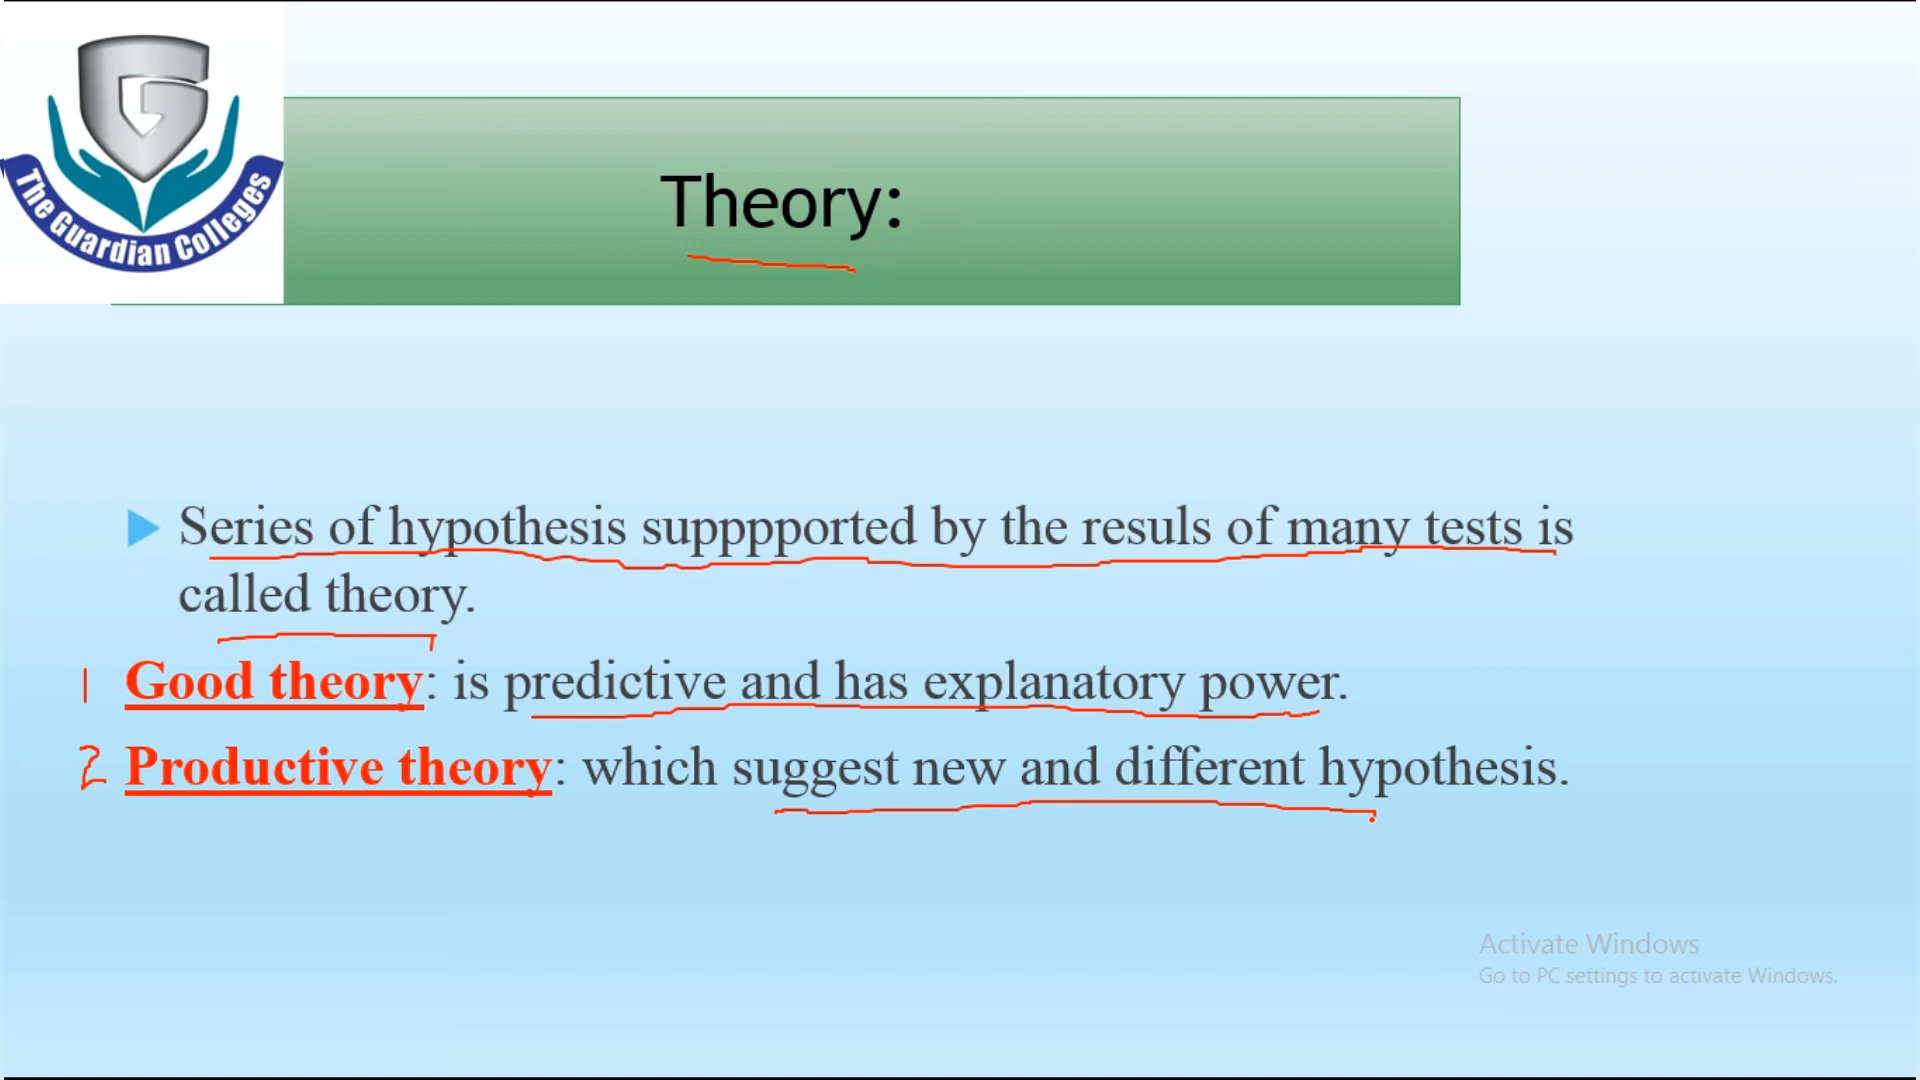 The Guardian Colleges
Theory:
Series of hypothesis supppported by the resuls of many tests is
called theory.
1 Good theory: is predictive and has explanatory power.
2 Productive theory: which suggest new and different hypothesis.
Activate Windows
Go to PC settings to activate Windows.